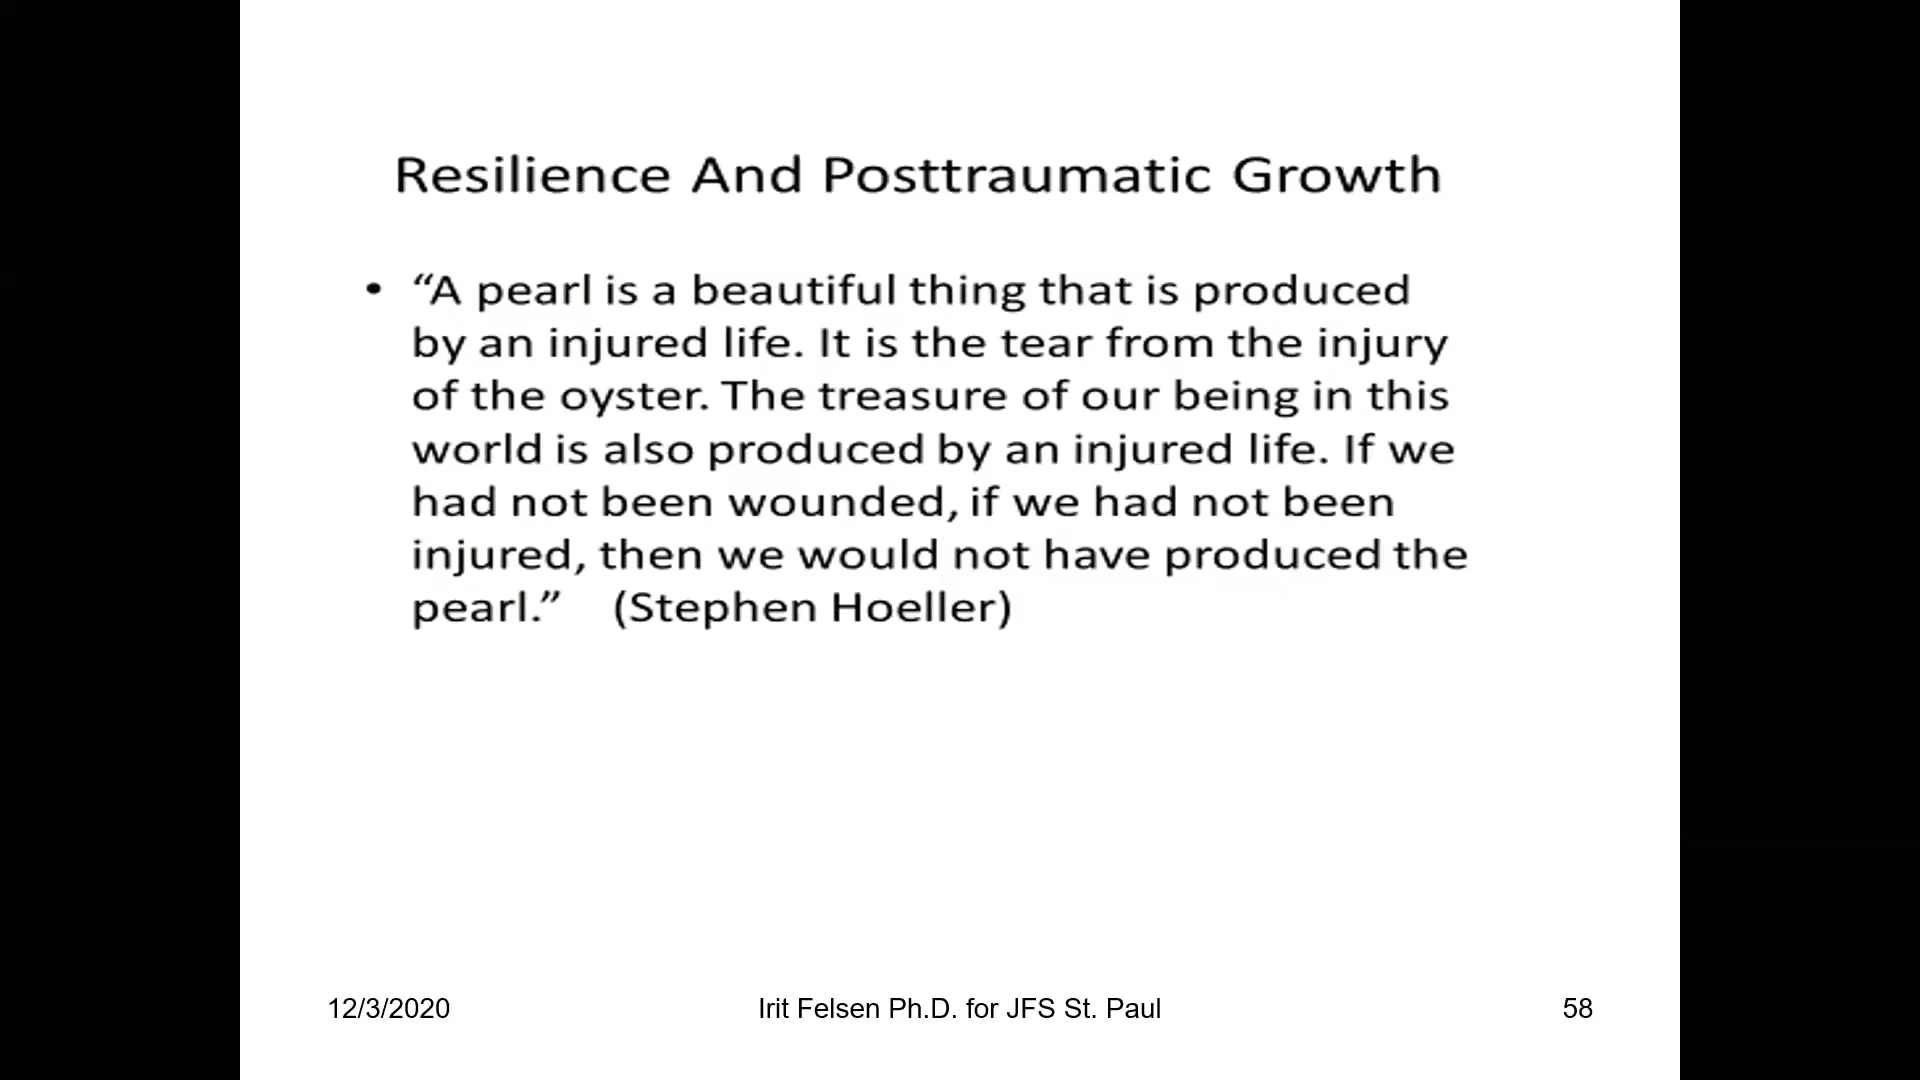 Resilience And Posttraumatic Growth
• “A pearl is a beautiful thing that is produced
by an injured life. It is the tear from the injury
of the oyster. The treasure of our being in this
world is also produced by an injured life. If we
had not been wounded, if we had not been
injured, then we would not have produced the
pearl.” (Stephen Hoeller)
12/3/2020
Irit Felsen Ph.D. for JFS St. Paul
58